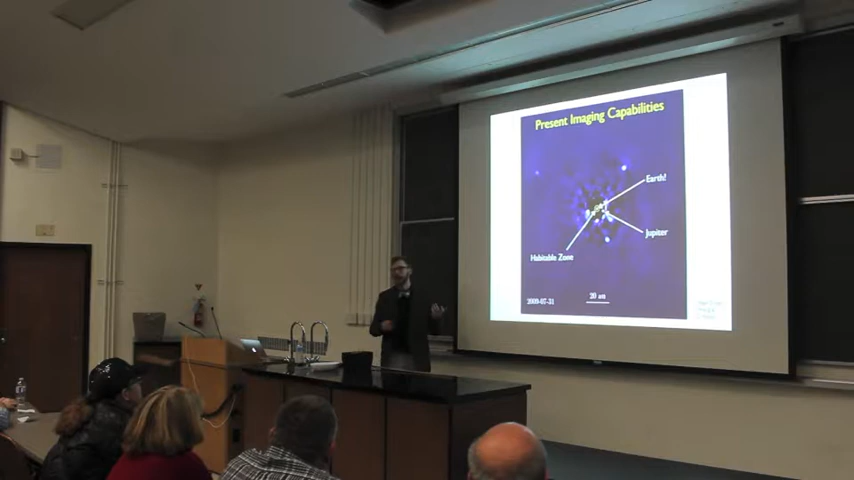 Present Imaging Capabilities
Earth!
Jupiter
Habitable Zone
2009-07-31
20 au